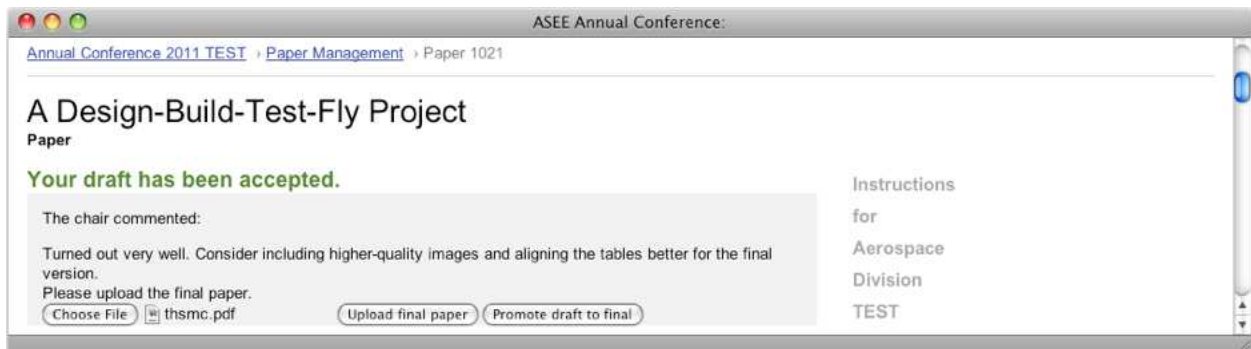 ASEE Annual Conference:
Annual Conference 2011 TEST › Paper Management › Paper 1021
A Design-Build-Test-Fly Project
Paper
Your draft has been accepted.
The chair commented:
Turned out very well. Consider including higher-quality images and aligning the tables better for the final
version.
Please upload the final paper.
Choose File thsmc.pdf Upload final paper Promote draft to final
Instructions
for
Aerospace
Division
TEST